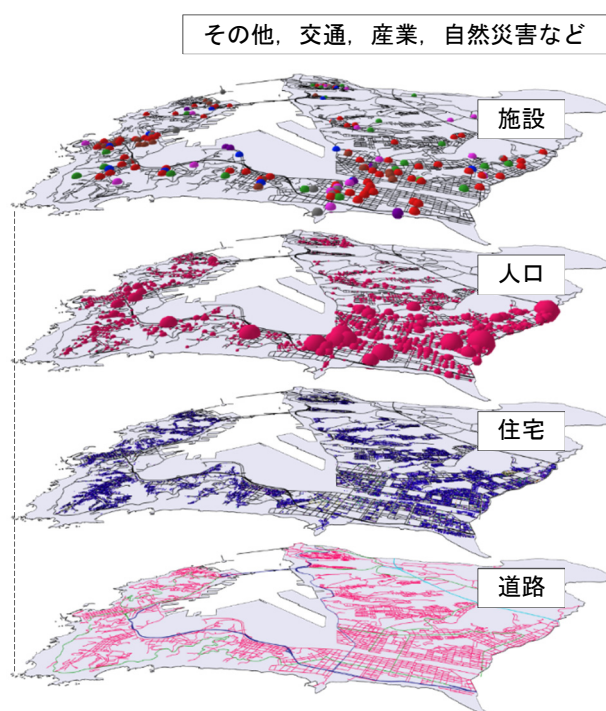 その他，交通，産業，自然災害など
施設
人口
住宅
道路